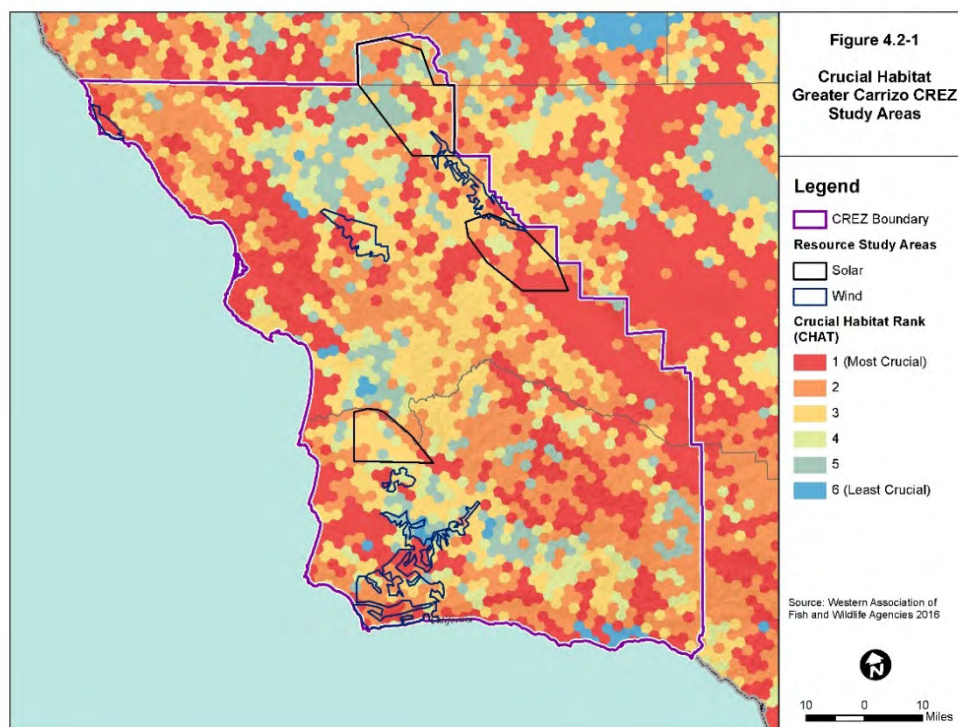 Figure 4.2-1
Crucial Habitat
Greater Carrizo CREZ
Study Areas
Legend
CREZ Boundary
Resource Study Areas
Solar
Wind
Crucial Habitat Rank
(CHAT)
1 (Most Crucial)
2
3
4
5
6 (Least Crucial)
Source: Western Association of
Fish and Wildlife Agencies 2016
N
10 0 10
Miles